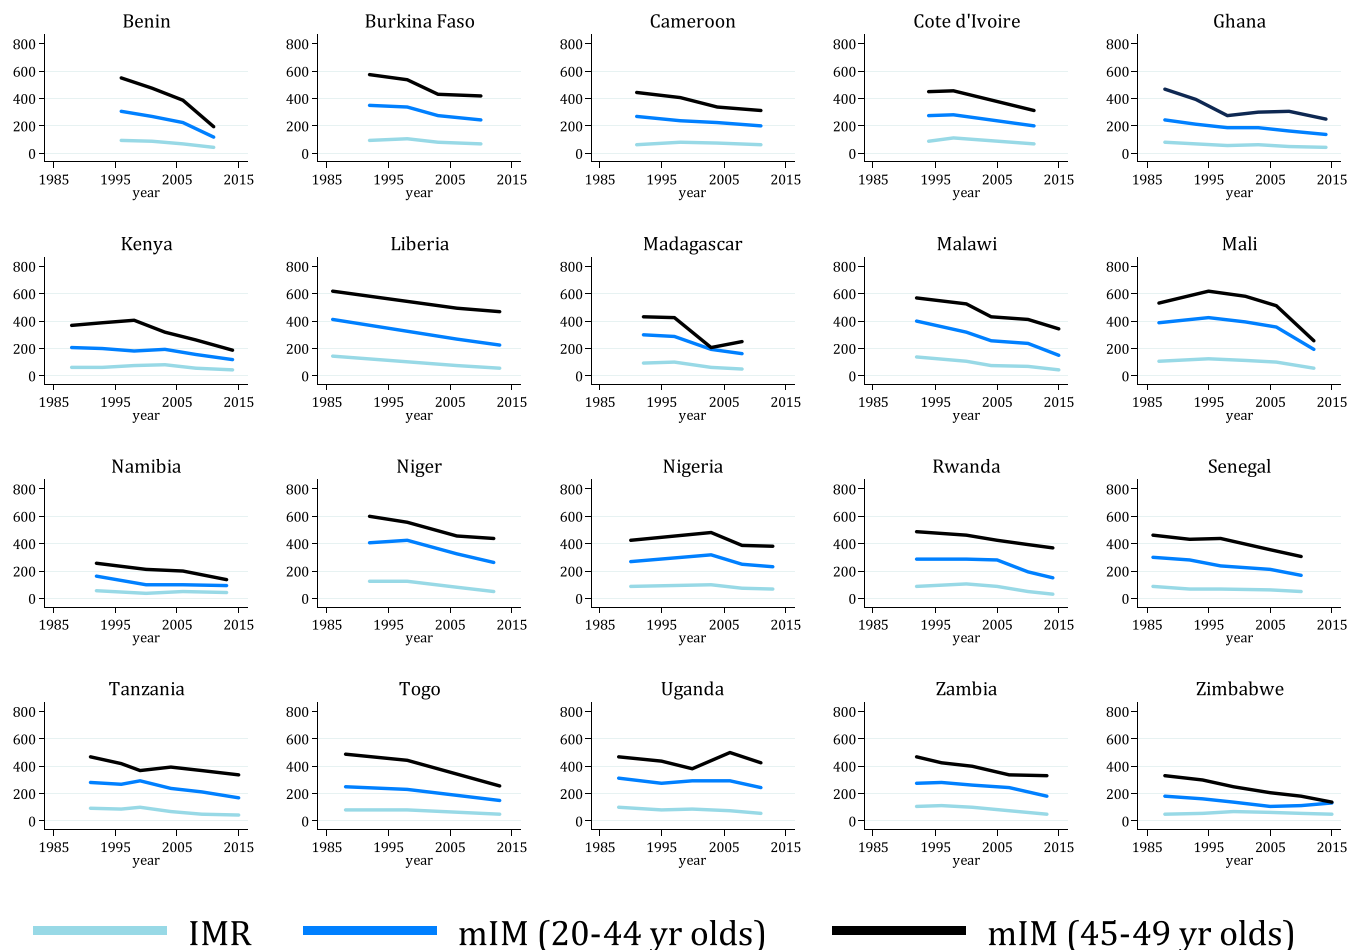 Benin Burkina Faso Cameroon Cote d'Ivoire Ghana
800 800 800 800 800
600 600 600 600 600
400 400 400 400 400
200 200 200 200 200
0 0 0 0 0
1985 1995 2005 2015 1985 1995 2005 2015 1985 1995 2005 2015 1985 1995 2005 2015 1985 1995 2005 2015
year year year year year
Kenya Liberia Madagascar Malawi Mali
800 800 800 800 800
600 600 600 600 600
400 400 400 400 400
200 200 200 200 200
0 0 0 0 0
1985 1995 2005 2015 1985 1995 2005 2015 1985 1995 2005 2015 1985 1995 2005 2015 1985 1995 2005 2015
year year year year year
Namibia Niger Nigeria Rwanda Senegal
800 800 800 800 800
600 600 600 600 600
400 400 400 400 400
200 200 200 200 200
0 0 0 0 0
1985 1995 2005 2015 1985 1995 2005 2015 1985 1995 2005 2015 1985 1995 2005 2015 1985 1995 2005 2015
year year year year year
Tanzania Togo Uganda Zambia Zimbabwe
800 800 800 800 800
600 600 600 600 600
400 400 400 400 400
200 200 200 200 200
0 0 0 0 0
1985 1995 2005 2015 1985 1995 2005 2015 1985 1995 2005 2015 1985 1995 2005 2015 1985 1995 2005 2015
year year year year year
IMR mIM (20-44 yr olds) mIM (45-49 yr olds)